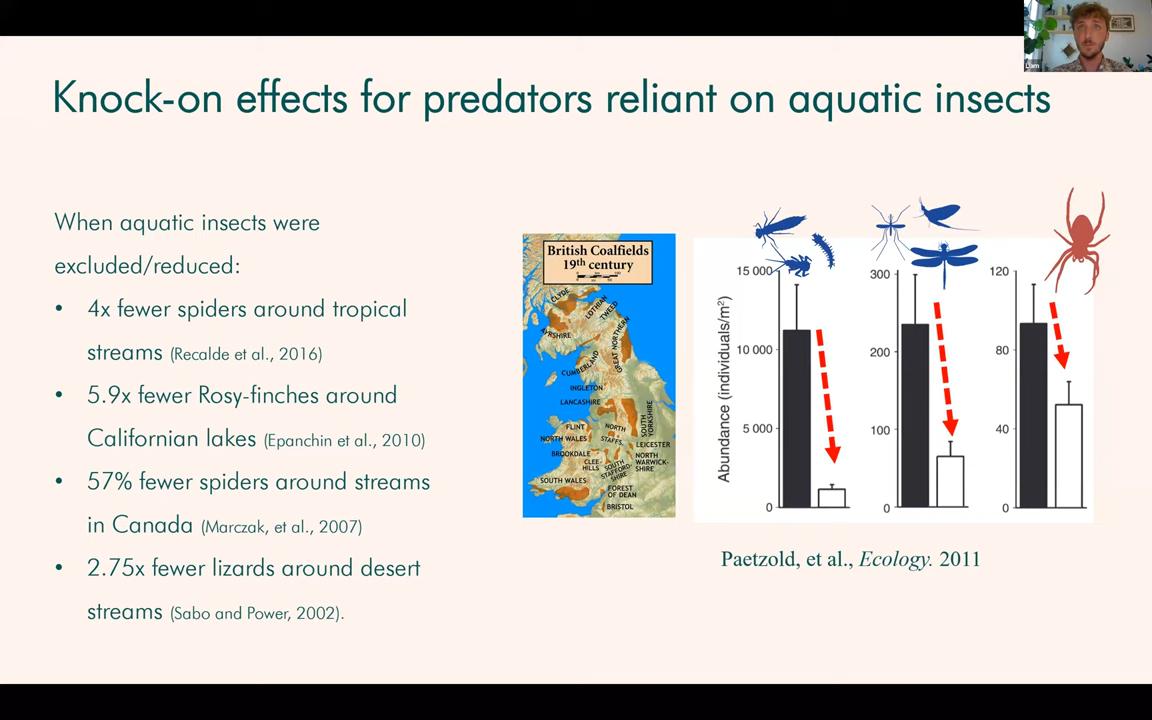 Liam
Knock-on effects for predators reliant on aquatic insects
When aquatic insects were
excluded/reduced:
• 4x fewer spiders around tropical
streams (Recalde et al., 2016)
• 5.9x fewer Rosy-finches around
Californian lakes (Epanchin et al., 2010)
• 57% fewer spiders around streams
in Canada (Marczak, et al., 2007)
• 2.75x fewer lizards around desert
streams (Sabo and Power, 2002).
British Coalfields
19th century
CLYDE
LOTHIAN
TWEED
AYRSHIRE
GREAT NORTHERN
CUMBERLAND
INGLETON
LANCASHIRE
SOUTH
YORKSHIRE
FLINT
NORTH
STAFFS.
NORTH WALES
LEICESTER
BROOKDALE
CLEE-
HILLS
SOUTH
STAFFORD-
SHIRE
NORTH
WARWICK-
SHIRE
SOUTH WALES
FOREST
OF DEAN
BRISTOL
Abundance (individuals/m²)
15 000
10 000
5 000
0
300
200
100
0
120
80
40
0
Paetzold, et al., Ecology. 2011